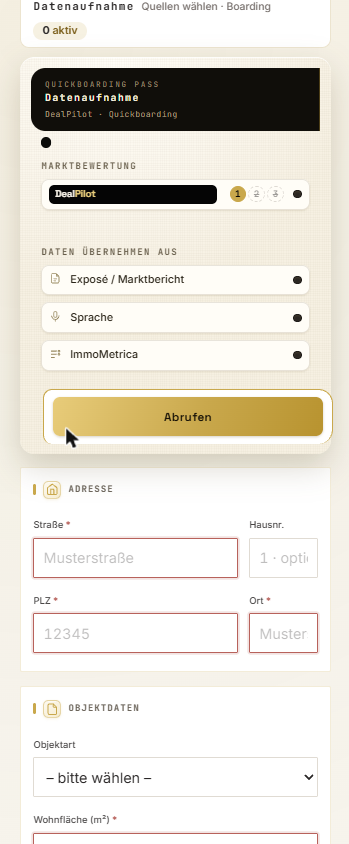 Datenaufnahme Quellen wählen · Boarding
0 aktiv
QUICKBOARDING PASS
Datenaufnahme
DealPilot · Quickboarding
MARKTBEWERTUNG
DealPilot 1 2 3
DATEN ÜBERNEHMEN AUS
Exposé / Marktbericht
Sprache
ImmoMetrica
Abrufen
ADRESSE
Straße * Hausnr.
Musterstraße 1 · opti
PLZ * Ort *
12345 Muster
OBJEKTDATEN
Objektart
– bitte wählen –
Wohnfläche (m²) *